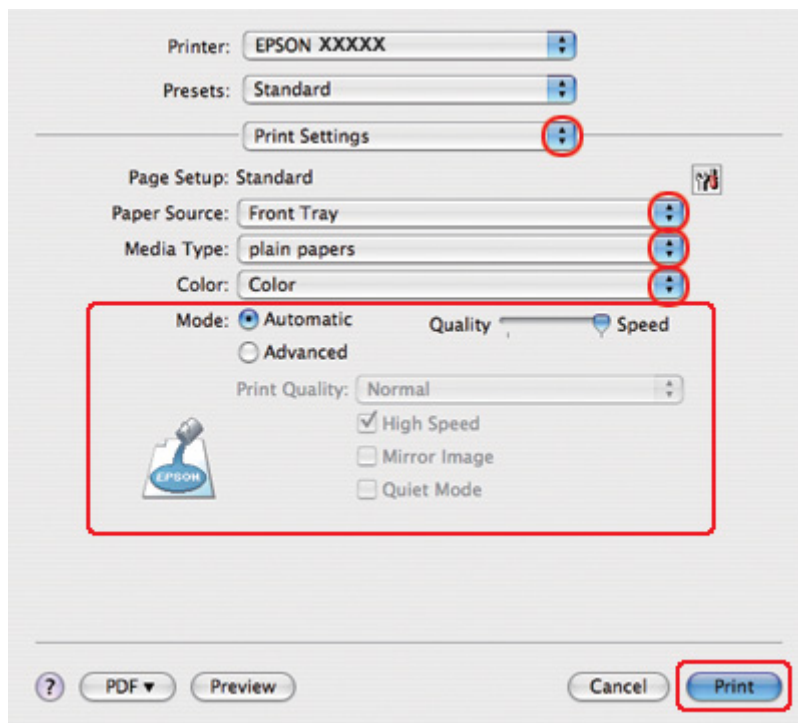 Printer: EPSON XXXXX
Presets: Standard
Print Settings
Page Setup: Standard
Paper Source: Front Tray
Media Type: plain papers
Color: Color
Mode: Automatic Quality Speed
Advanced
Print Quality: Normal
High Speed
Mirror Image
EPSON
Quiet Mode
? PDF Preview Cancel Print